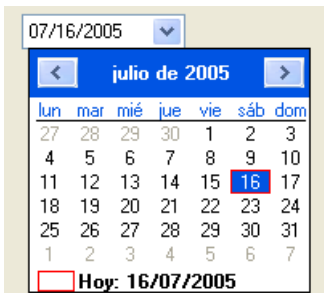 07/16/2005
julio de 2005
lun mar mié jue vie sáb dom
27 28 29 30 1 2 3
4 5 6 7 8 9 10
11 12 13 14 15 16 17
18 19 20 21 22 23 24
25 26 27 28 29 30 31
1 2 3 4 5 6 7
Hoy: 16/07/2005